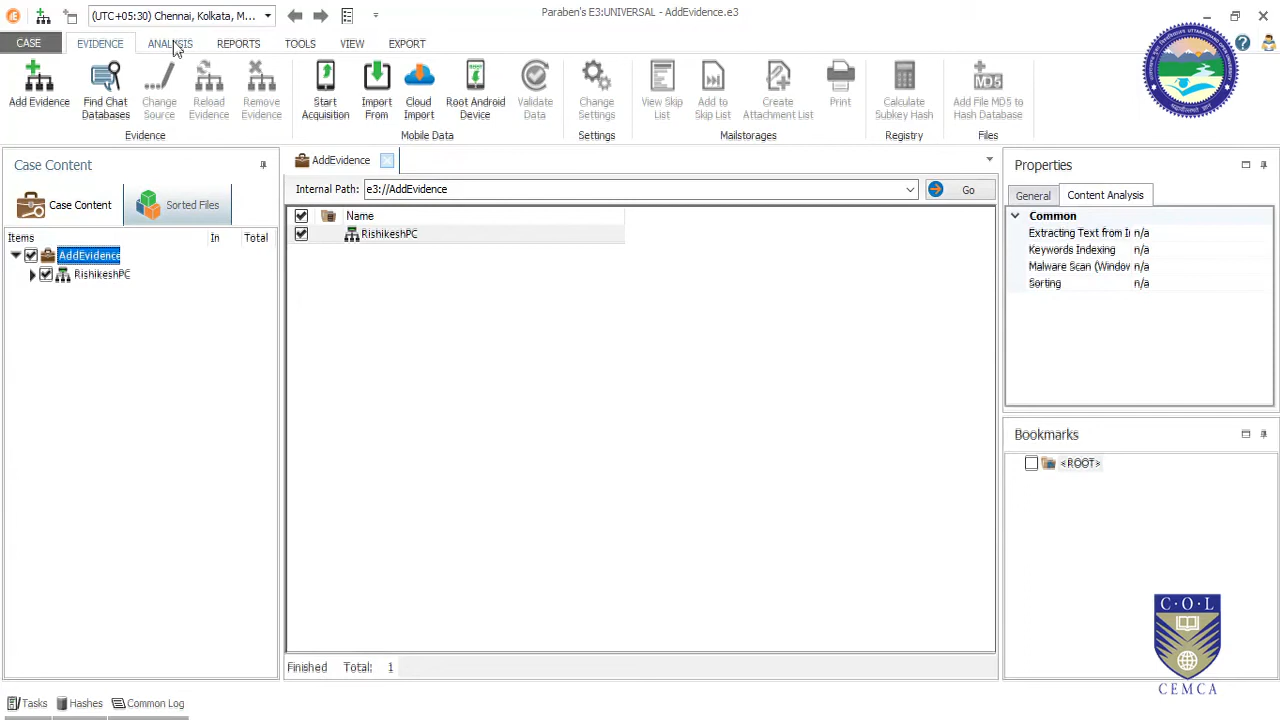 (UTC+05:30) Chennai, Kolkata, M...
Paraben's E3:UNIVERSAL - AddEvidence.e3
CASE EVIDENCE ANALYSIS REPORTS TOOLS VIEW EXPORT
Add Evidence
Find Chat Databases
Change Source
Reload Evidence
Remove Evidence
Start Acquisition
Import From
Cloud Import
Root Android Device
Validate Data
Change Settings
View Skip List
Add to Skip List
Create Attachment List
Print
Calculate Subkey Hash
Add File MD5 to Hash Database
Evidence Mobile Data Settings Mailstorages Registry Files
Case Content
Case Content Sorted Files
Items In Total
AddEvidence
RishikeshPC
AddEvidence
Internal Path: e3://AddEvidence Go
Name
RishikeshPC
Finished Total: 1
Properties
General Content Analysis
Common
Extracting Text from I n/a
Keywords Indexing n/a
Malware Scan (Window n/a
Sorting n/a
Bookmarks
<ROOT>
C·O·L
CEMCA
Tasks Hashes Common Log